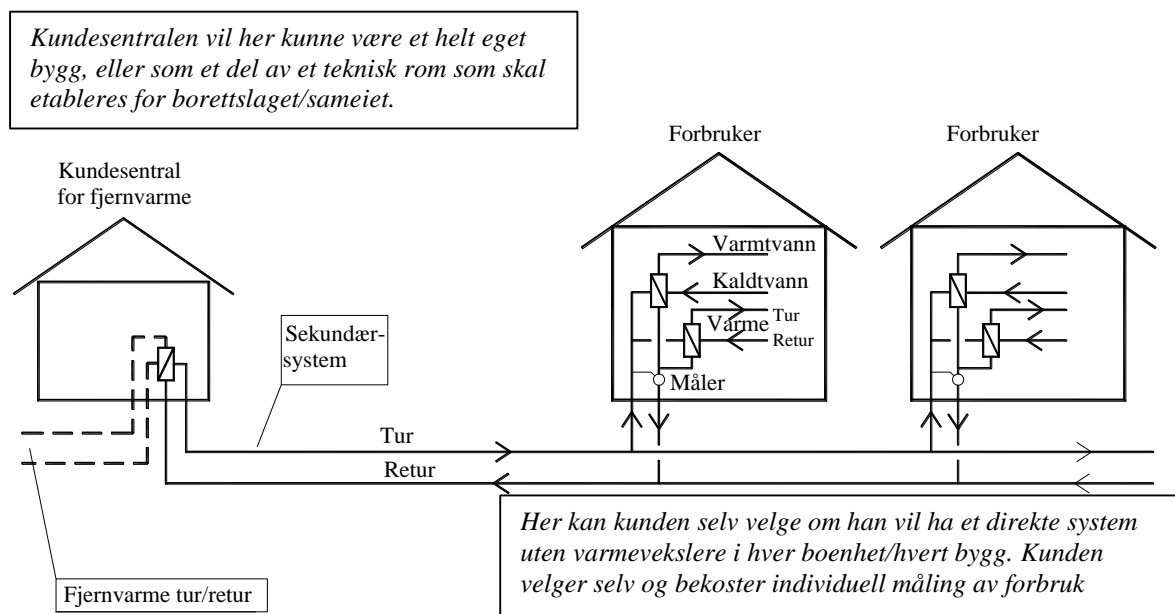 Kundesentralen vil her kunne være et helt eget
bygg, eller som et del av et teknisk rom som skal
etableres for borettslaget/sameiet.
Forbruker
Forbruker
Kundesentral
for fjernvarme
Varmtvann
Kaldtvann
Varme
Tur
Retur
Måler
Sekundær-
system
Tur
Retur
Her kan kunden selv velge om han vil ha et direkte system
uten varmevekslere i hver boenhet/hvert bygg. Kunden
velger selv og bekoster individuell måling av forbruk
Fjernvarme tur/retur